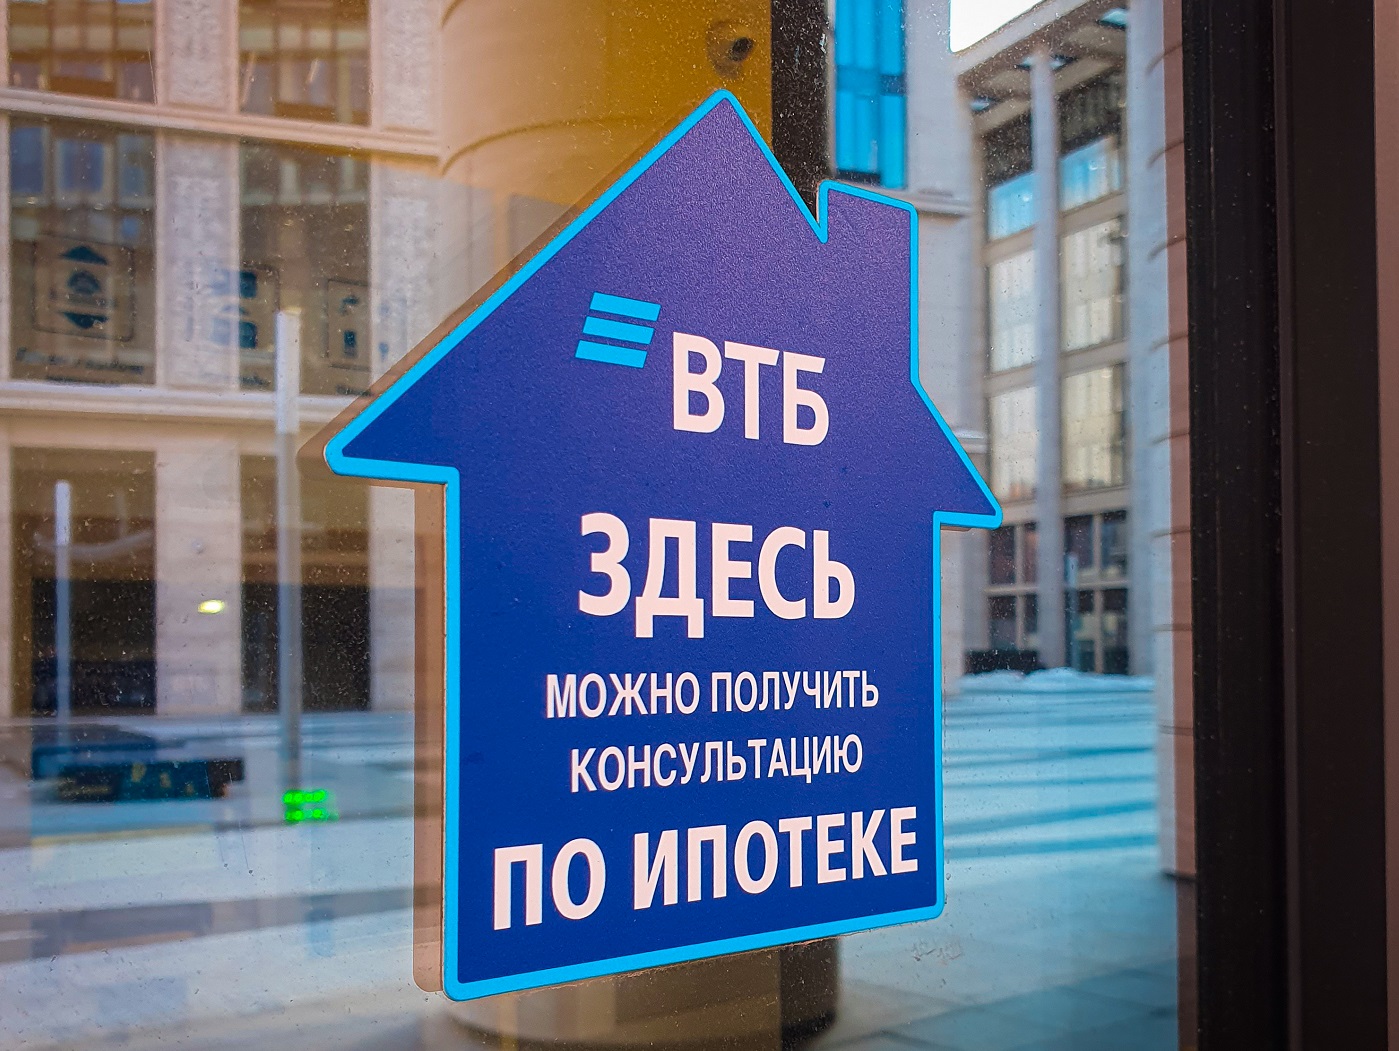 ВТБ
ЗДЕСЬ
МОЖНО ПОЛУЧИТЬ
КОНСУЛЬТАЦИЮ
ПО ИПОТЕКЕ